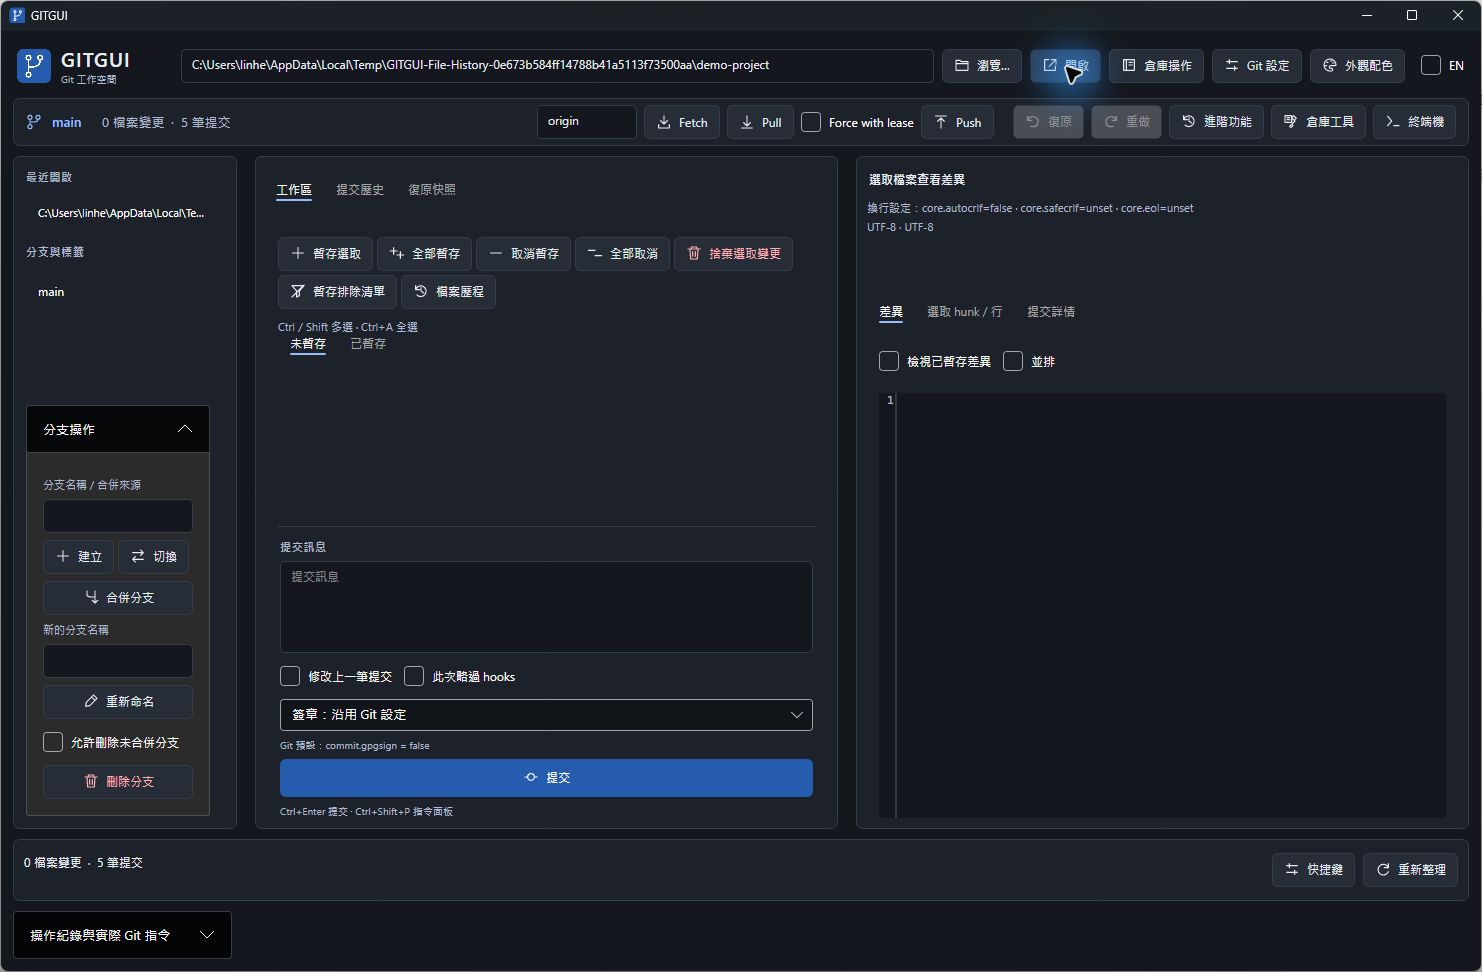 GITGUI
GITGUI
Git 工作空間
C:\Users\linhe\AppData\Local\Temp\GITGUI-File-History-0e673b584ff14788b41a5113f73500aa\demo-project
瀏覽...
開啟
倉庫操作
Git 設定
外觀配色
EN
main
0 檔案變更 · 5 筆提交
origin
Fetch
Pull
Force with lease
Push
復原
重做
進階功能
倉庫工具
終端機
最近開啟
C:\Users\linhe\AppData\Local\Te...
分支與標籤
main
分支操作
分支名稱 / 合併來源
建立
切換
合併分支
新的分支名稱
重新命名
允許刪除未合併分支
刪除分支
工作區
提交歷史
復原快照
暫存選取
全部暫存
取消暫存
全部取消
捨棄選取變更
暫存排除清單
檔案歷程
Ctrl / Shift 多選 · Ctrl+A 全選
未暫存
已暫存
提交訊息
提交訊息
修改上一筆提交
此次略過 hooks
簽章：沿用 Git 設定
Git 預設：commit.gpgsign = false
提交
Ctrl+Enter 提交 · Ctrl+Shift+P 指令面板
選取檔案查看差異
換行設定：core.autocrlf=false · core.safecrlf=unset · core.eol=unset
UTF-8 · UTF-8
差異
選取 hunk / 行
提交詳情
檢視已暫存差異
並排
1
0 檔案變更 · 5 筆提交
快捷鍵
重新整理
操作紀錄與實際 Git 指令